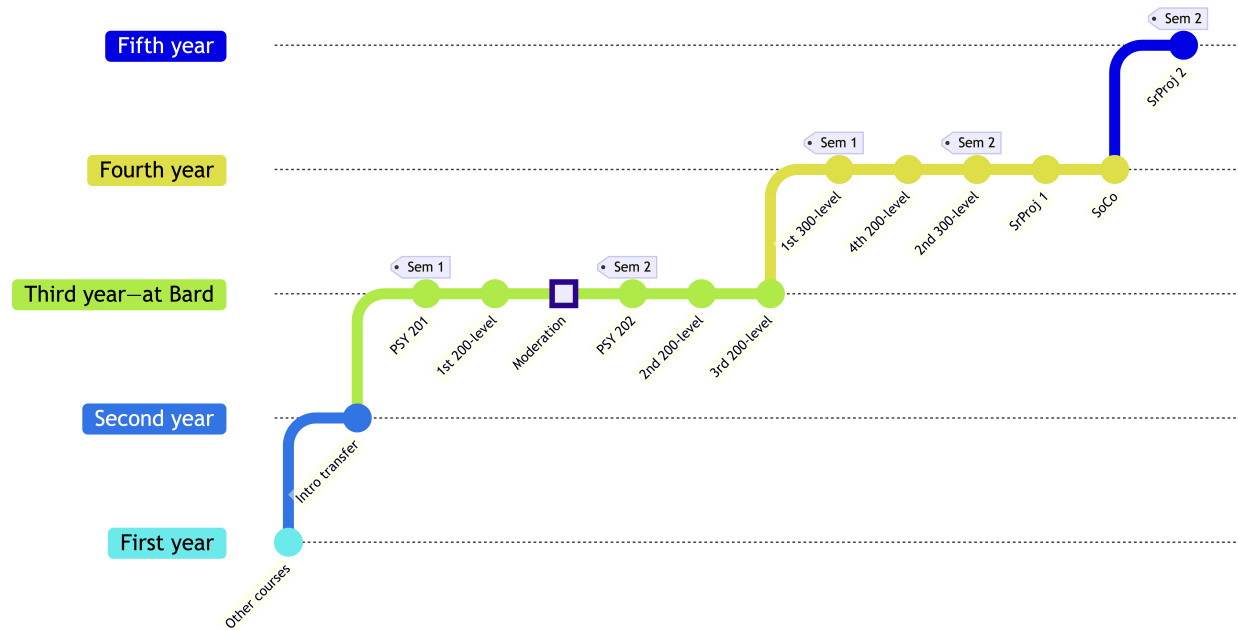 Sem 2
Fifth year
SrProj 2
Sem 1
Sem 2
Fourth year
1st 300-level
4th 200-level
2nd 300-level
SrProj 1
SoCo
Sem 1
Sem 2
Third year—at Bard
PSY 201
1st 200-level
Moderation
PSY 202
2nd 200-level
3rd 200-level
Second year
Intro transfer
First year
Other courses